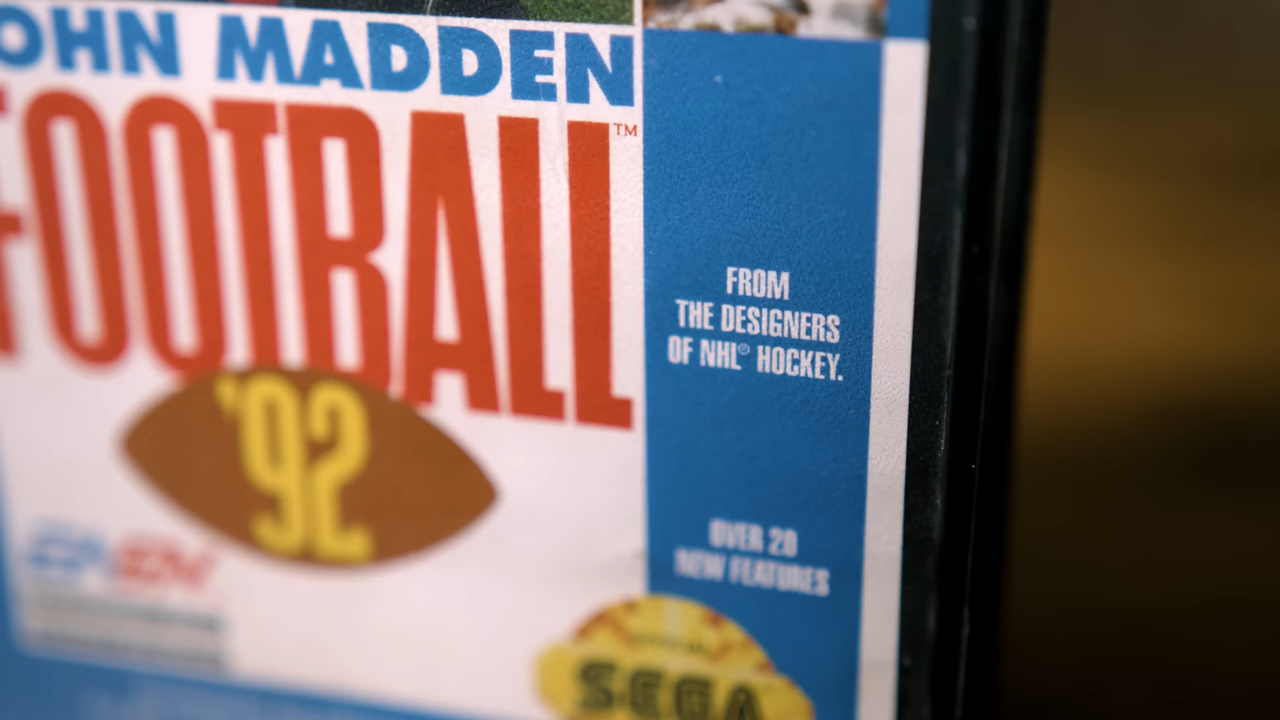 OHN MADDEN
FOOTBALL™
'92
FROM
THE DESIGNERS
OF NHL® HOCKEY.
OVER 20
NEW FEATURES
SEGA